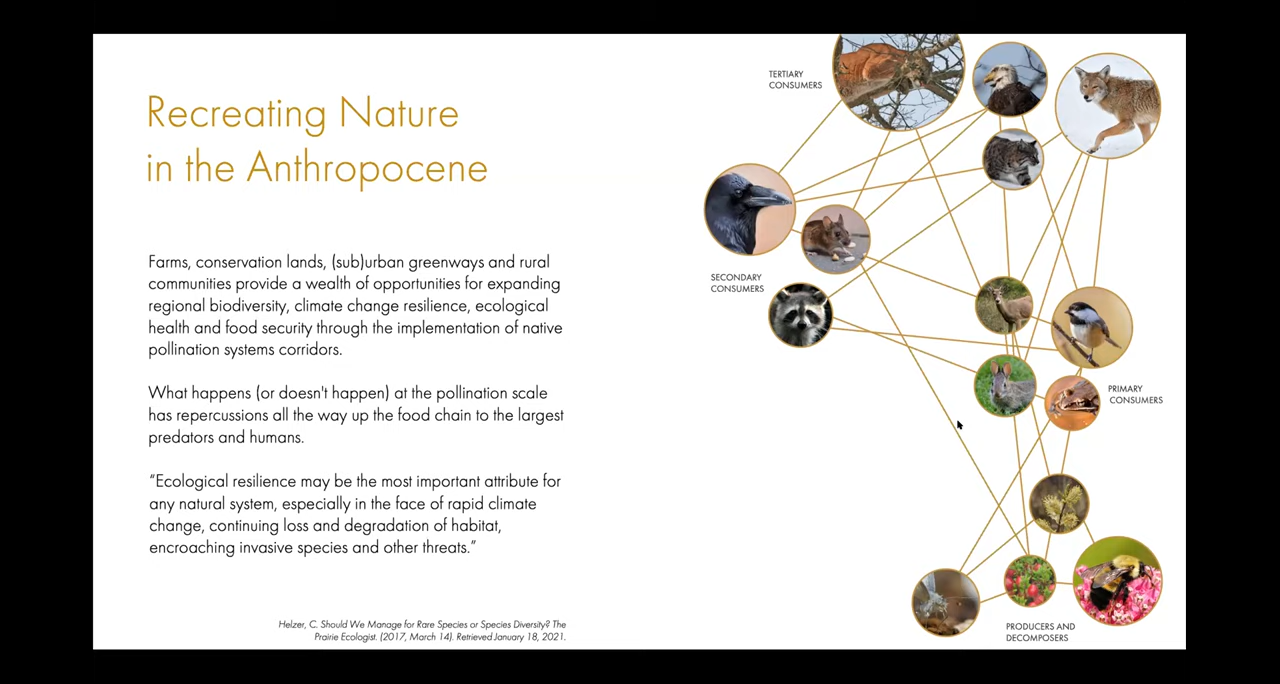 Recreating Nature
in the Anthropocene
Farms, conservation lands, (sub)urban greenways and rural
communities provide a wealth of opportunities for expanding
regional biodiversity, climate change resilience, ecological
health and food security through the implementation of native
pollination systems corridors.
What happens (or doesn't happen) at the pollination scale
has repercussions all the way up the food chain to the largest
predators and humans.
“Ecological resilience may be the most important attribute for
any natural system, especially in the face of rapid climate
change, continuing loss and degradation of habitat,
encroaching invasive species and other threats.”
Helzer, C. Should We Manage for Rare Species or Species Diversity? The
Prairie Ecologist. (2017, March 14). Retrieved January 18, 2021.
TERTIARY
CONSUMERS
SECONDARY
CONSUMERS
PRIMARY
CONSUMERS
PRODUCERS AND
DECOMPOSERS